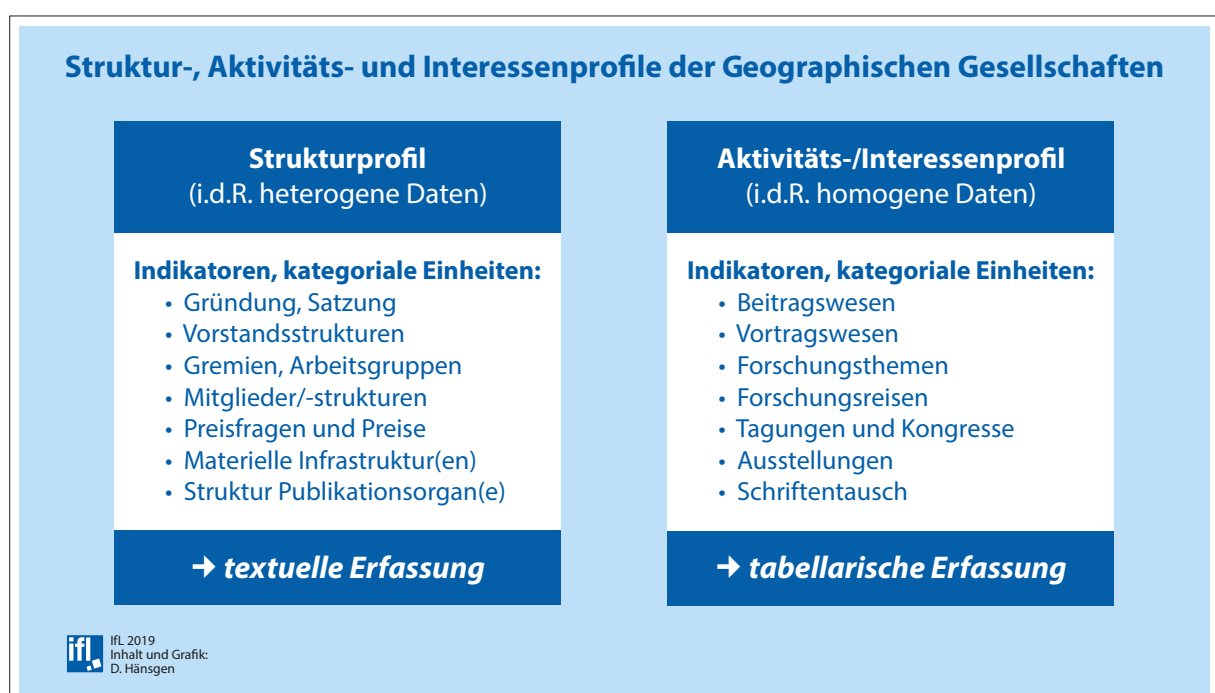 Struktur-, Aktivitäts- und Interessenprofile der Geographischen Gesellschaften
Strukturprofil
(i.d.R. heterogene Daten)
Indikatoren, kategoriale Einheiten:
• Gründung, Satzung
• Vorstandsstrukturen
• Gremien, Arbeitsgruppen
• Mitglieder/-strukturen
• Preisfragen und Preise
• Materielle Infrastruktur(en)
• Struktur Publikationsorgan(e)
➔ textuelle Erfassung
Aktivitäts-/Interessenprofil
(i.d.R. homogene Daten)
Indikatoren, kategoriale Einheiten:
• Beitragswesen
• Vortragswesen
• Forschungsthemen
• Forschungsreisen
• Tagungen und Kongresse
• Ausstellungen
• Schriftentausch
➔ tabellarische Erfassung
ifl
IfL 2019
Inhalt und Grafik:
D. Hänsgen